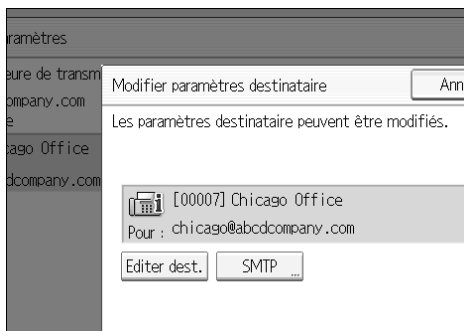 ramètres
eure de transm
ompany.com
e
cago Office
dcompany.com
Modifier paramètres destinataire
Ann
Les paramètres destinataire peuvent être modifiés.
[00007] Chicago Office
Pour : chicago@abcdcompany.com
Editer dest.
SMTP ...